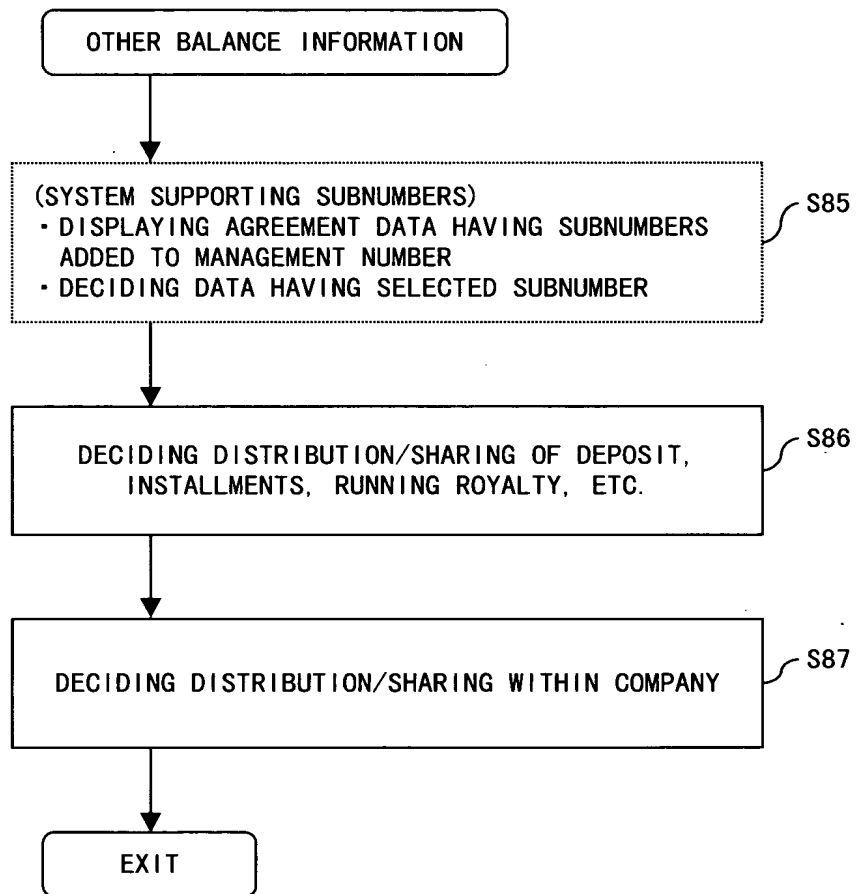 OTHER BALANCE INFORMATION
(SYSTEM SUPPORTING SUBNUMBERS)
・DISPLAYING AGREEMENT DATA HAVING SUBNUMBERS
ADDED TO MANAGEMENT NUMBER
・DECIDING DATA HAVING SELECTED SUBNUMBER
S85
DECIDING DISTRIBUTION/SHARING OF DEPOSIT,
INSTALLMENTS, RUNNING ROYALTY, ETC.
S86
DECIDING DISTRIBUTION/SHARING WITHIN COMPANY
S87
EXIT